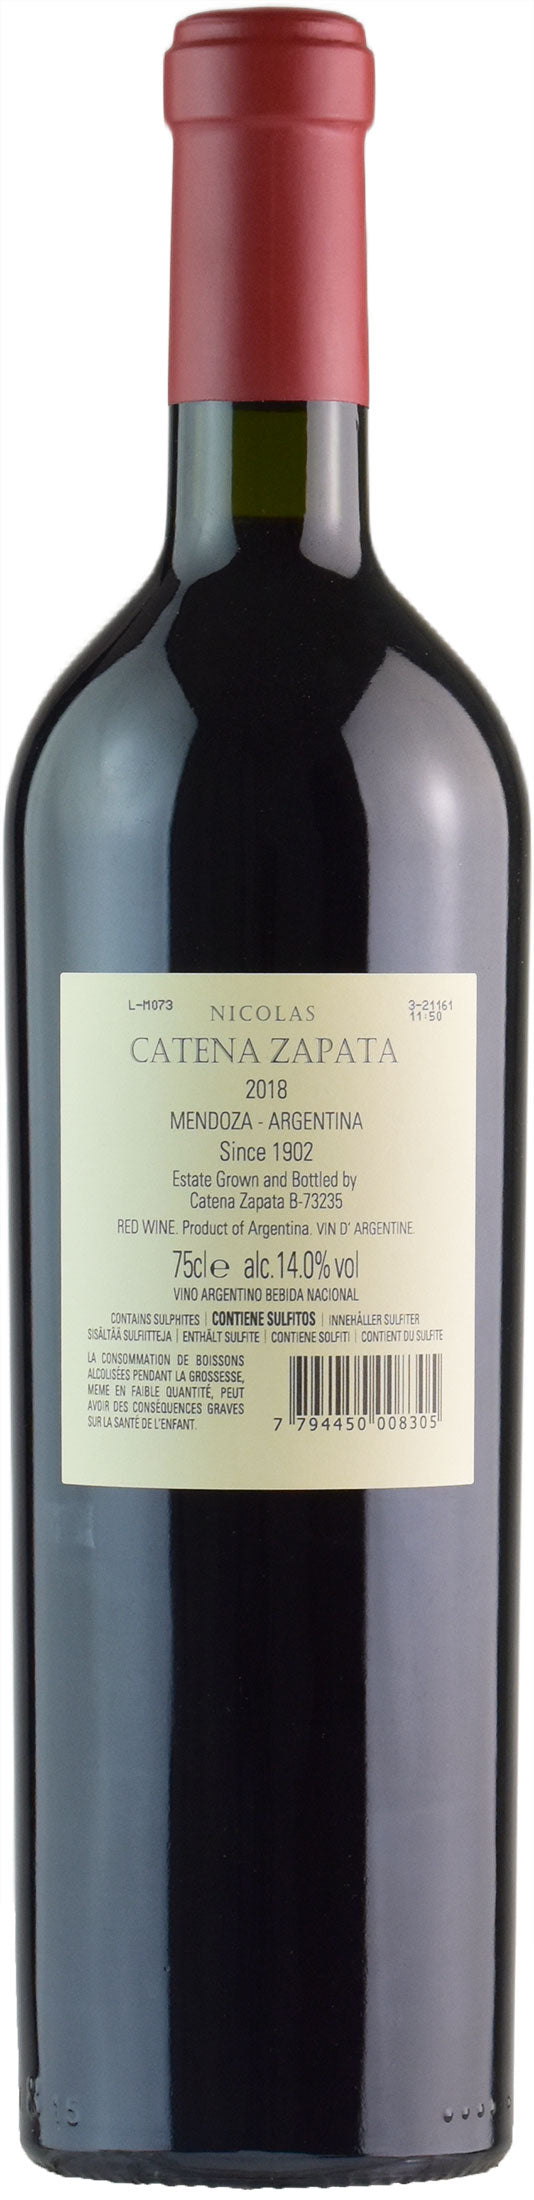 L-M073
3-21161
11:50
NICOLAS
CATENA ZAPATA
2018
MENDOZA - ARGENTINA
Since 1902
Estate Grown and Bottled by
Catena Zapata B-73235
RED WINE. Product of Argentina. VIN D' ARGENTINE.
75cl e alc.14.0% vol
VINO ARGENTINO BEBIDA NACIONAL
CONTAINS SULPHITES | CONTIENE SULFITOS | INNEHÅLLER SULFITER
SISÄLTÄÄ SULFIITTEJA | ENTHÄLT SULFITE | CONTIENE SOLFITI | CONTIENT DU SULFITE
LA CONSOMMATION DE BOISSONS
ALCOLISÉES PENDANT LA GROSSESSE,
MEME EN FAIBLE QUANTITÉ, PEUT
AVOIR DES CONSÉQUENCES GRAVES
SUR LA SANTÉ DE L'ENFANT.
7 794450 008305